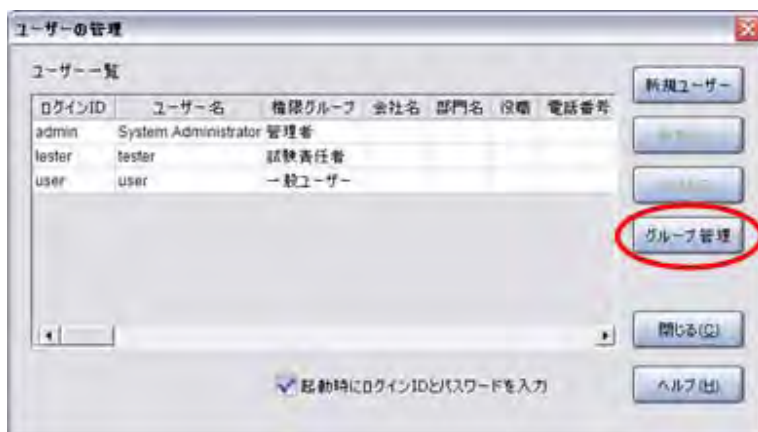 ユーザーの管理
ユーザー一覧
ログインID ユーザー名 権限グループ 会社名 部門名 役職 電話番号
admin System Administrator 管理者
tester tester 試験責任者
user user 一般ユーザー
新規ユーザー
グループ管理
閉じる(C)
ヘルプ(H)
起動時にログインIDとパスワードを入力